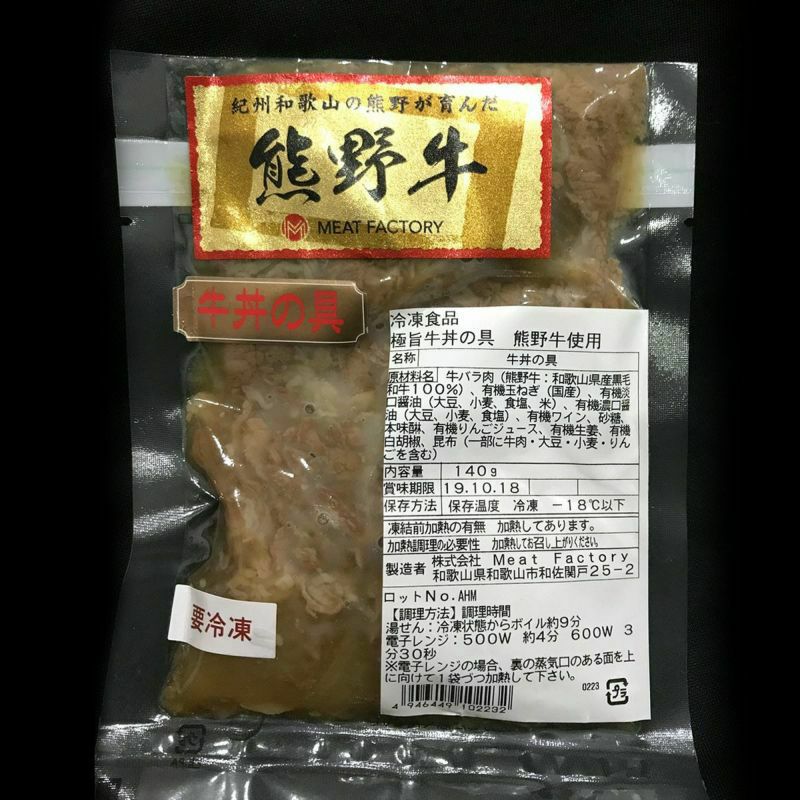 紀州和歌山の熊野が育んだ
熊野牛
MEAT FACTORY
牛丼の具
冷凍食品
極旨牛丼の具 熊野牛使用
名称 牛丼の具
原材料名 牛バラ肉（熊野牛：和歌山県産黒毛
和牛100%）、有機玉ねぎ（国産）、有機淡
口醤油（大豆、小麦、食塩、米）、有機濃口醤
油（大豆、小麦、食塩）、有機ワイン、砂糖、
本味醂、有機りんごジュース、有機生姜、有機
白胡椒、昆布（一部に牛肉・大豆・小麦・りん
ごを含む）
内容量 140g
賞味期限 19.10.18
保存方法 保存温度 冷凍 －18℃以下
凍結前加熱の有無 加熱してあります。
加熱調理の必要性 加熱してお召し上がりください。
製造者 株式会社 Meat Factory
和歌山県和歌山市和佐関戸25-2
ロットNo.AHM
【調理方法】調理時間
湯せん：冷凍状態からボイル約9分
電子レンジ：500W 約4分 600W 3
分30秒
※電子レンジの場合、裏の蒸気口のある面を上
に向けて1袋づつ加熱して下さい。
4 946449 102232
0223
プラ
要冷凍